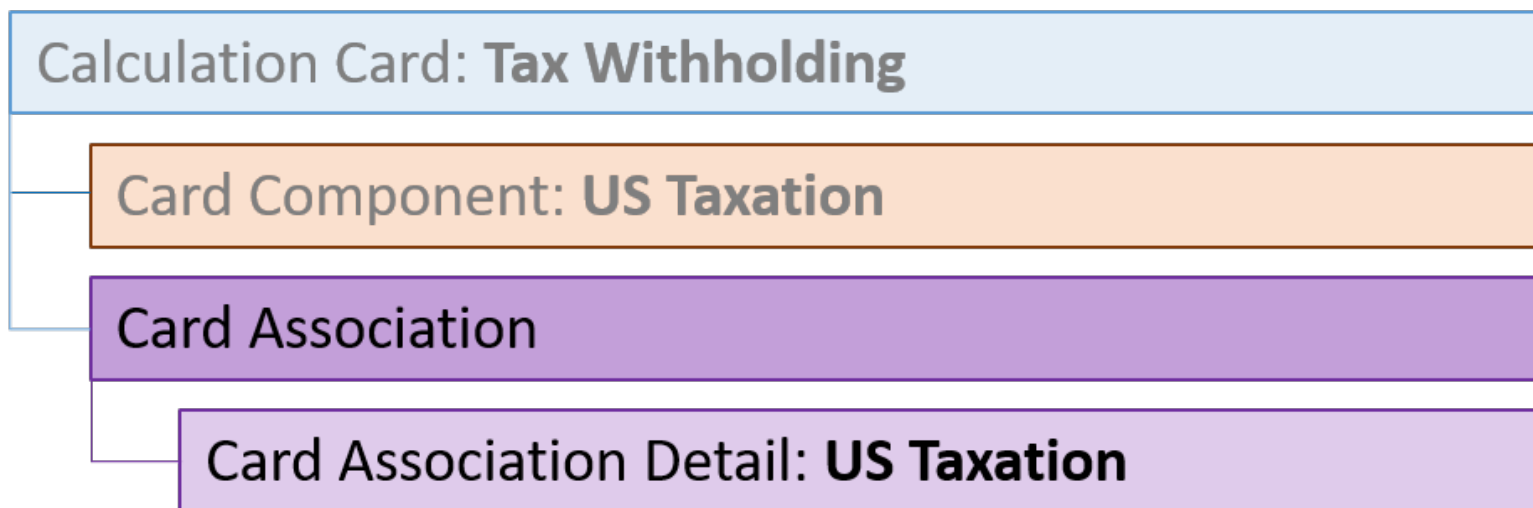 Calculation Card: Tax Withholding
Card Component: US Taxation
Card Association
Card Association Detail: US Taxation